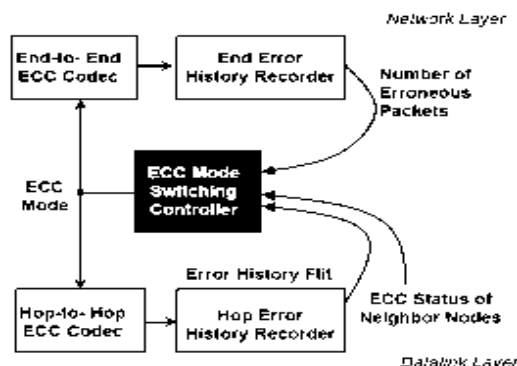 Network Layer
End-to- End
ECC Codec
End Error
History Recorder
Number of
Erroneous
Packets
ECC Mode
Switching
Controller
ECC
Mode
Error History Flit
Hop-to- Hop
ECC Codec
Hop Error
History Recorder
ECC Status of
Neighbor Nodes
Datalink Layer